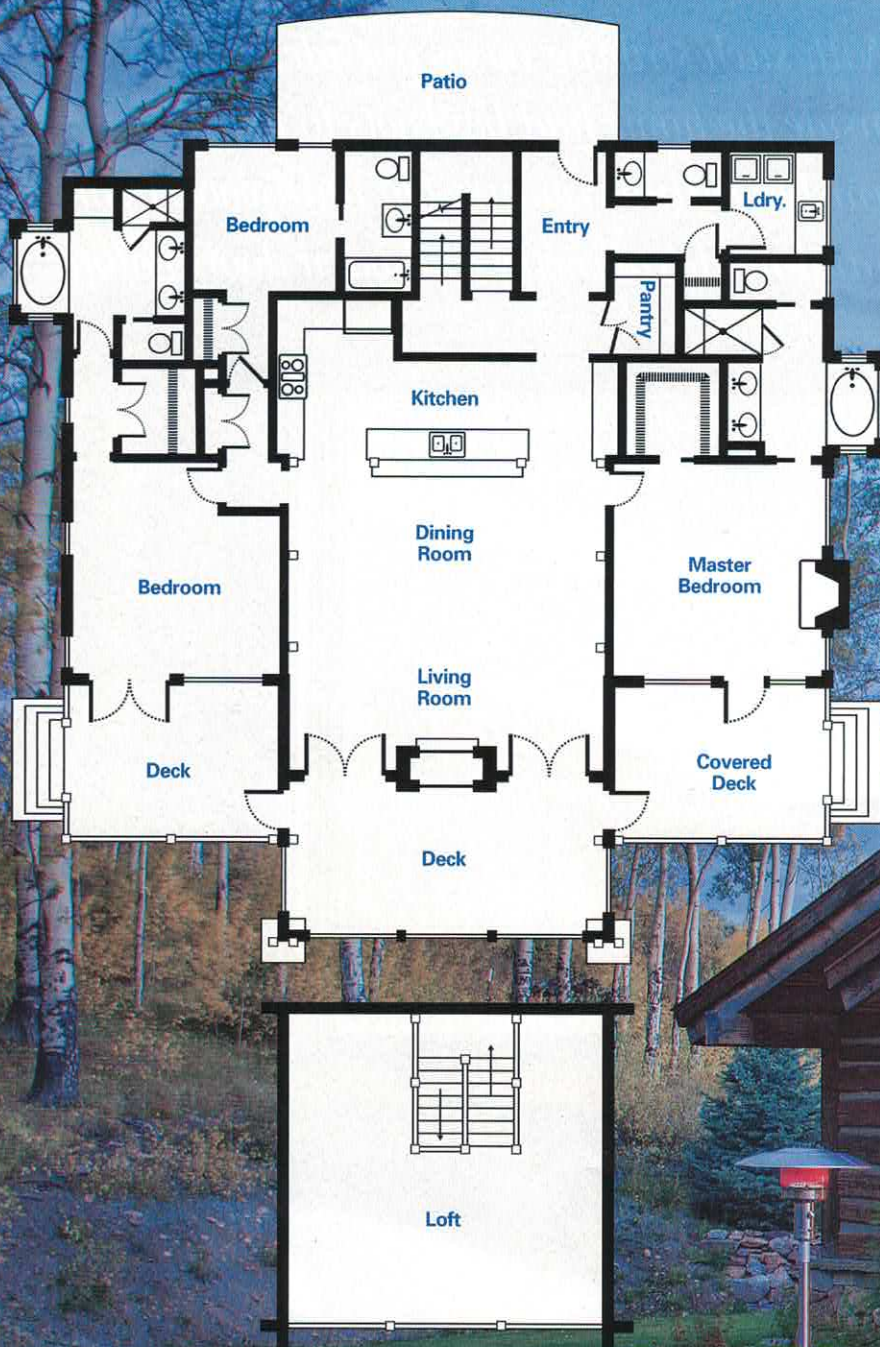 Patio
Bedroom
Entry
Ldry.
Pantry
Kitchen
Dining
Room
Master
Bedroom
Bedroom
Living
Room
Deck
Covered
Deck
Deck
Loft